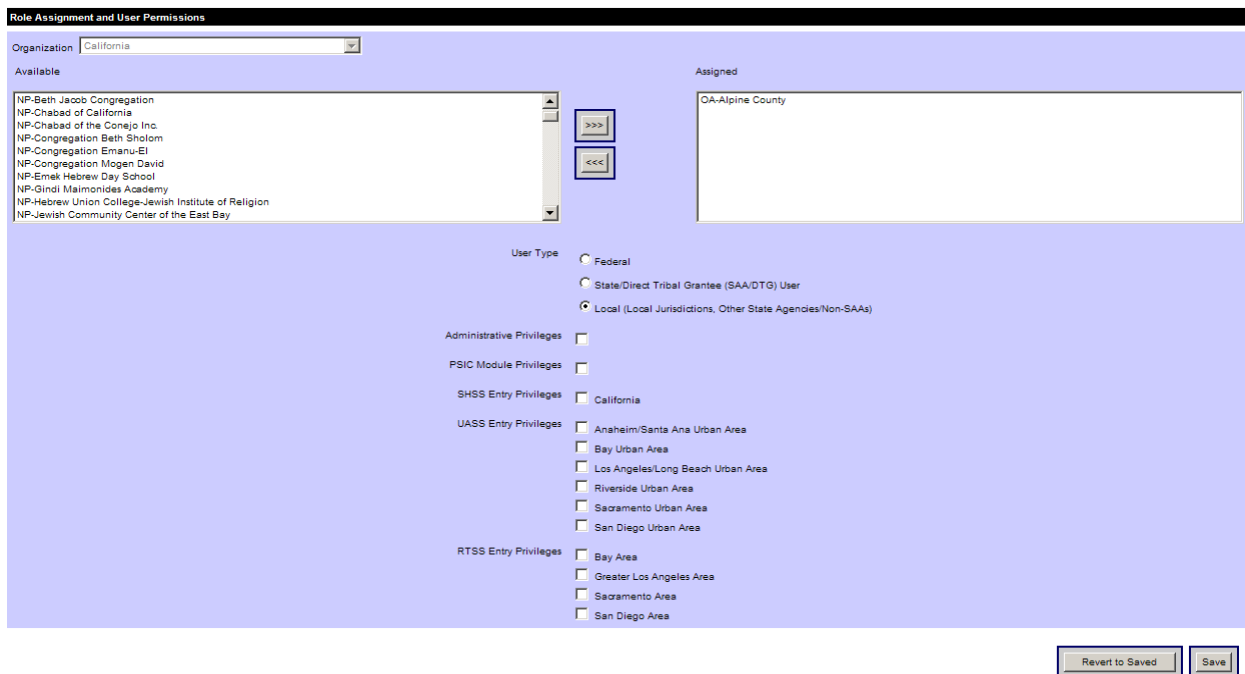 Role Assignment and User Permissions
Organization California
Available Assigned
NP-Beth Jacob Congregation
NP-Chabad of California
NP-Chabad of the Conejo Inc.
NP-Congregation Beth Sholom
NP-Congregation Emanu-El
NP-Congregation Mogen David
NP-Emek Hebrew Day School
NP-Gindi Maimonides Academy
NP-Hebrew Union College-Jewish Institute of Religion
NP-Jewish Community Center of the East Bay
>>>
<<<
OA-Alpine County
User Type Federal
State/Direct Tribal Grantee (SAA/DTG) User
Local (Local Jurisdictions, Other State Agencies/Non-SAAs)
Administrative Privileges
PSIC Module Privileges
SHSS Entry Privileges California
UASS Entry Privileges Anaheim/Santa Ana Urban Area
Bay Urban Area
Los Angeles/Long Beach Urban Area
Riverside Urban Area
Sacramento Urban Area
San Diego Urban Area
RTSS Entry Privileges Bay Area
Greater Los Angeles Area
Sacramento Area
San Diego Area
Revert to Saved Save